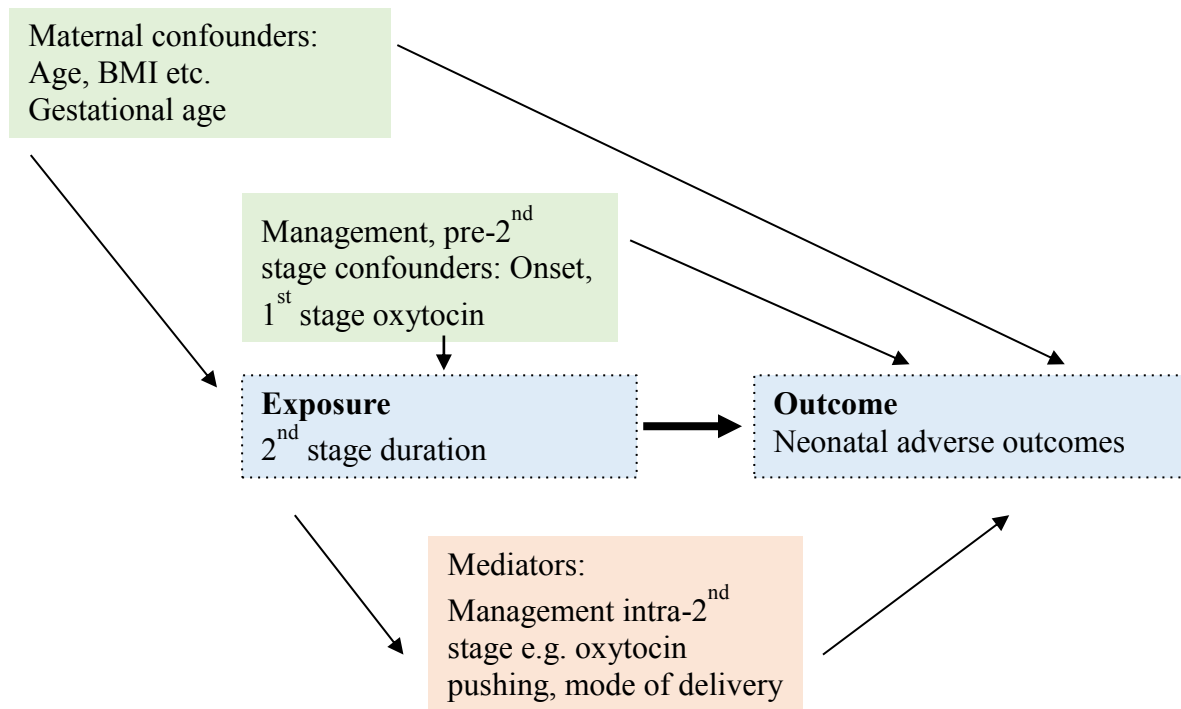 Maternal confounders:
Age, BMI etc.
Gestational age
Management, pre-2nd
stage confounders: Onset,
1st stage oxytocin
Exposure
2nd stage duration
Outcome
Neonatal adverse outcomes
Mediators:
Management intra-2nd
stage e.g. oxytocin
pushing, mode of delivery